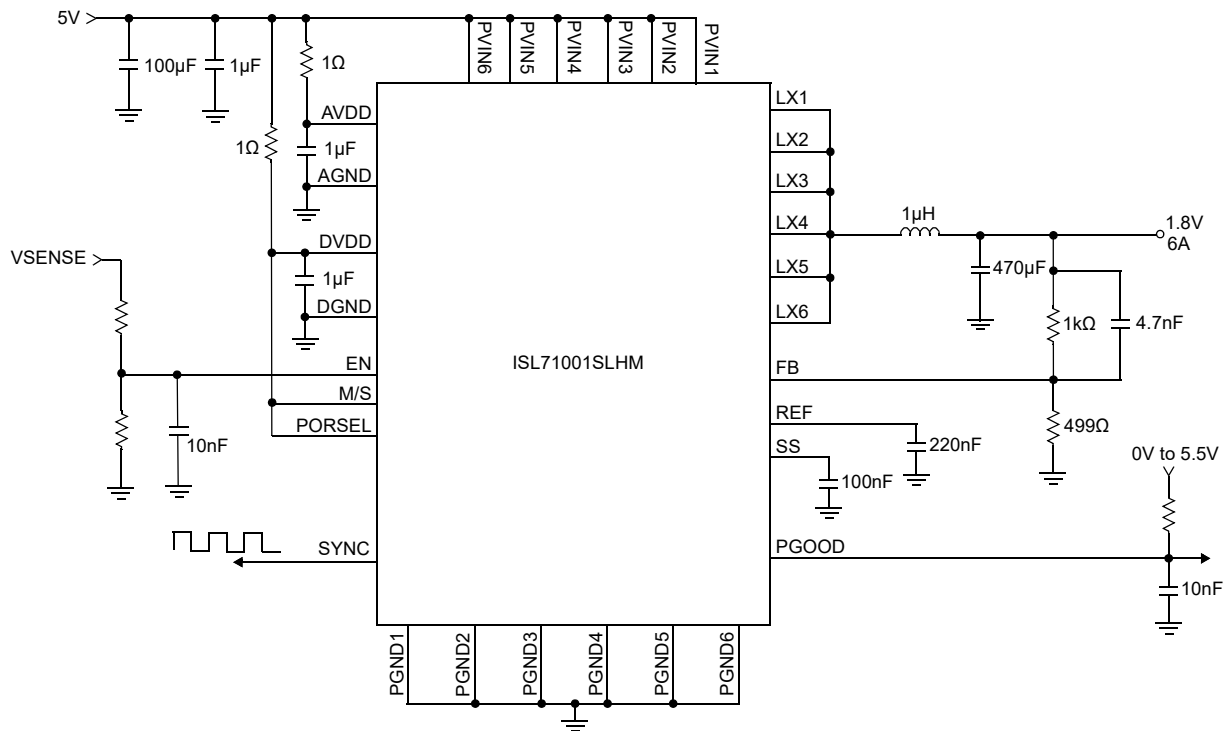 5V
100µF
1µF
1Ω
1Ω
PVIN6
PVIN5
PVIN4
PVIN3
PVIN2
PVIN1
AVDD
1µF
AGND
DVDD
1µF
DGND
VSENSE
EN
M/S
PORSEL
10nF
SYNC
ISL71001SLHM
LX1
LX2
LX3
LX4
LX5
LX6
1µH
1.8V
6A
470µF
1kΩ
4.7nF
FB
REF
220nF
499Ω
SS
100nF
0V to 5.5V
PGOOD
10nF
PGND1
PGND2
PGND3
PGND4
PGND5
PGND6